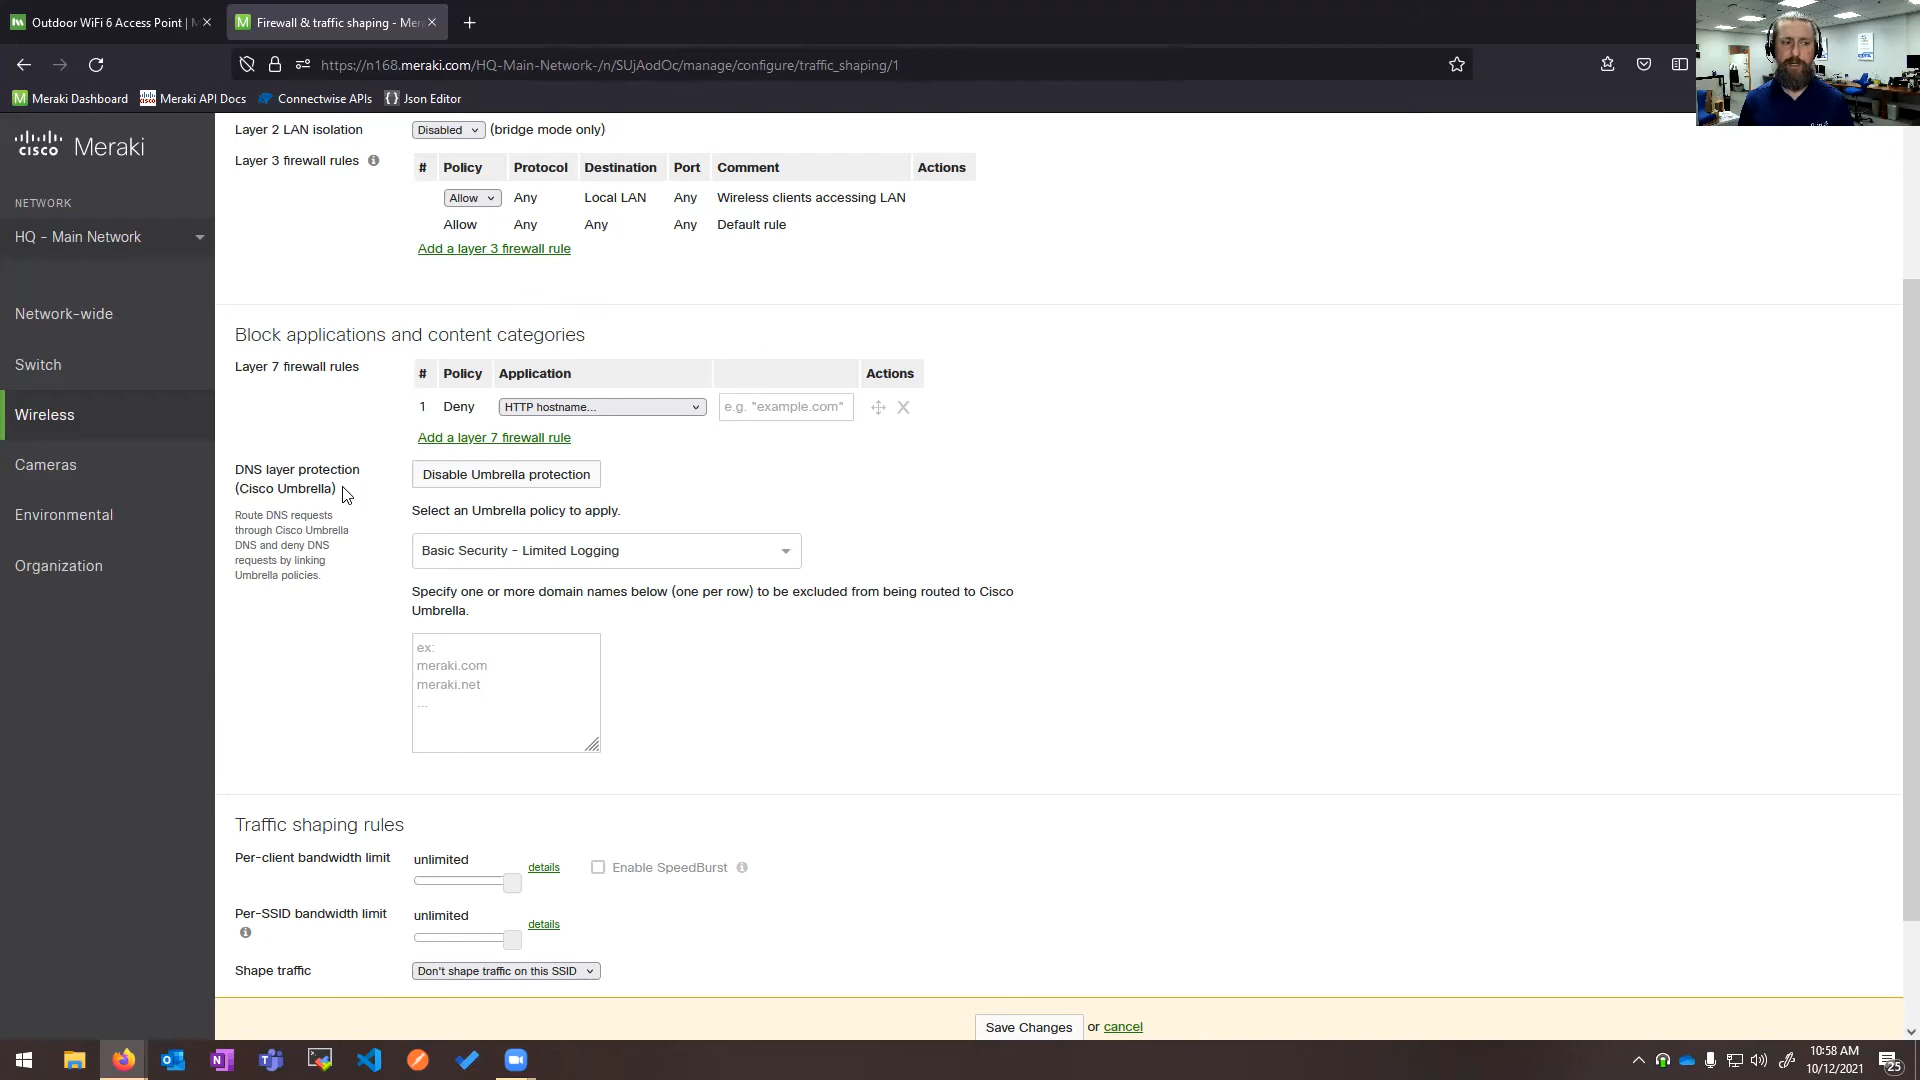 Outdoor WiFi 6 Access Point |
Firewall & traffic shaping - Mer
https://n168.meraki.com/HQ-Main-Network-/n/SUjAodOc/manage/configure/traffic_shaping/1
Meraki Dashboard
Meraki API Docs
Connectwise APIs
Json Editor
cisco Meraki
NETWORK
HQ - Main Network
Network-wide
Switch
Wireless
Cameras
Environmental
Organization
Layer 2 LAN isolation Disabled (bridge mode only)
Layer 3 firewall rules
# Policy Protocol Destination Port Comment Actions
Allow Any Local LAN Any Wireless clients accessing LAN
Allow Any Any Any Default rule
Add a layer 3 firewall rule
Block applications and content categories
Layer 7 firewall rules
# Policy Application Actions
1 Deny HTTP hostname... e.g. "example.com" X
Add a layer 7 firewall rule
DNS layer protection
(Cisco Umbrella)
Route DNS requests
through Cisco Umbrella
DNS and deny DNS
requests by linking
Umbrella policies.
Disable Umbrella protection
Select an Umbrella policy to apply.
Basic Security - Limited Logging
Specify one or more domain names below (one per row) to be excluded from being routed to Cisco
Umbrella.
ex:
meraki.com
meraki.net
...
Traffic shaping rules
Per-client bandwidth limit unlimited details Enable SpeedBurst
Per-SSID bandwidth limit unlimited details
Shape traffic Don't shape traffic on this SSID
Save Changes or cancel
10:58 AM
10/12/2021
25